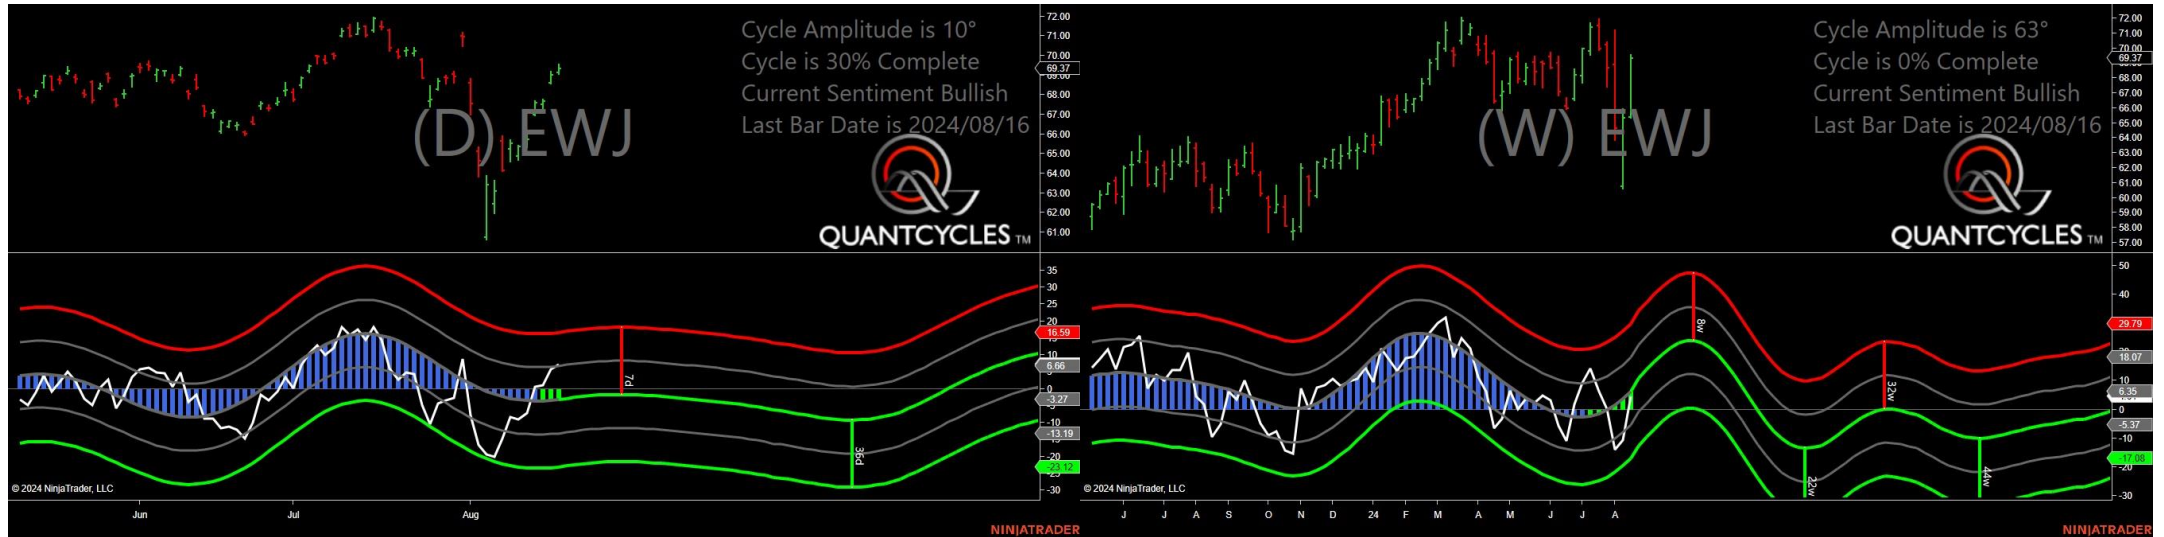 Cycle Amplitude is 10°
Cycle is 30% Complete
Current Sentiment Bullish
Last Bar Date is 2024/08/16
(D) EWJ
QUANTCYCLES TM
72.00
71.00
70.00
69.37
68.00
67.00
66.00
65.00
64.00
63.00
62.00
61.00
35
30
25
20
16.59
10
6.66
0
-3.27
-10
-13.19
-20
-23.12
-30
7d
36d
© 2024 NinjaTrader, LLC
Jun Jul Aug
NINJATRADER
Cycle Amplitude is 63°
Cycle is 0% Complete
Current Sentiment Bullish
Last Bar Date is 2024/08/16
(W) EWJ
QUANTCYCLES TM
72.00
71.00
70.00
69.37
68.00
67.00
66.00
65.00
64.00
63.00
62.00
61.00
60.00
59.00
58.00
57.00
50
40
29.79
18.07
10
6.35
0
-5.37
-10
-17.08
-20
-30
8w
22w
32w
44w
© 2024 NinjaTrader, LLC
J J A S O N D 24 F M A M J J A
NINJATRADER